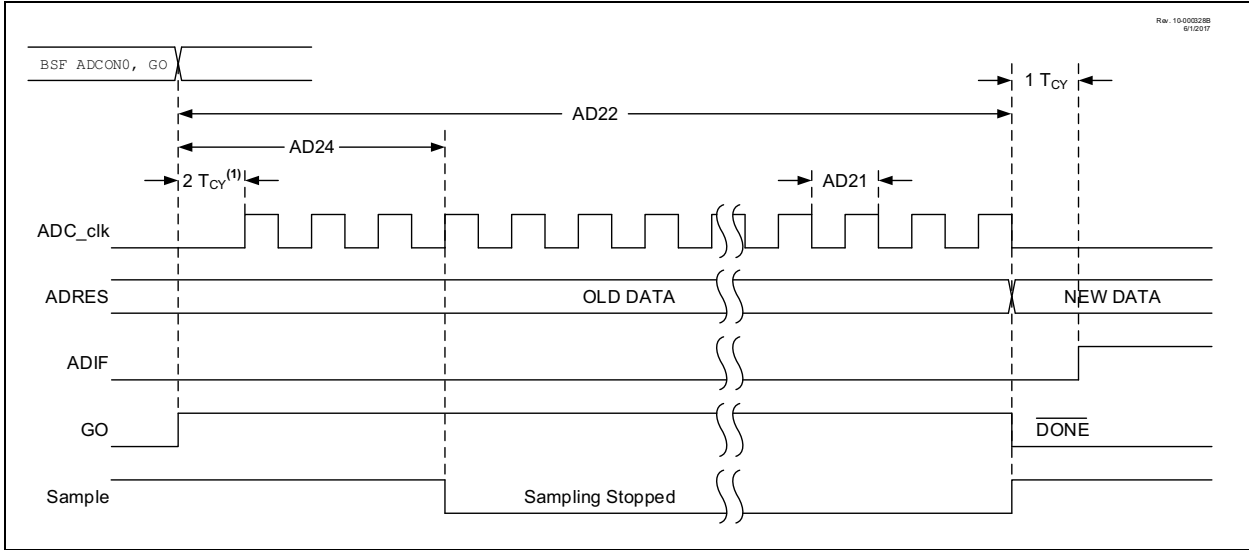 Rev. 10-000328B
6/1/2017
BSF ADCON0, GO
1 TCY
AD22
AD24
2 TCY(1)
AD21
ADC_clk
ADRES
OLD DATA
NEW DATA
ADIF
GO
DONE
Sample
Sampling Stopped